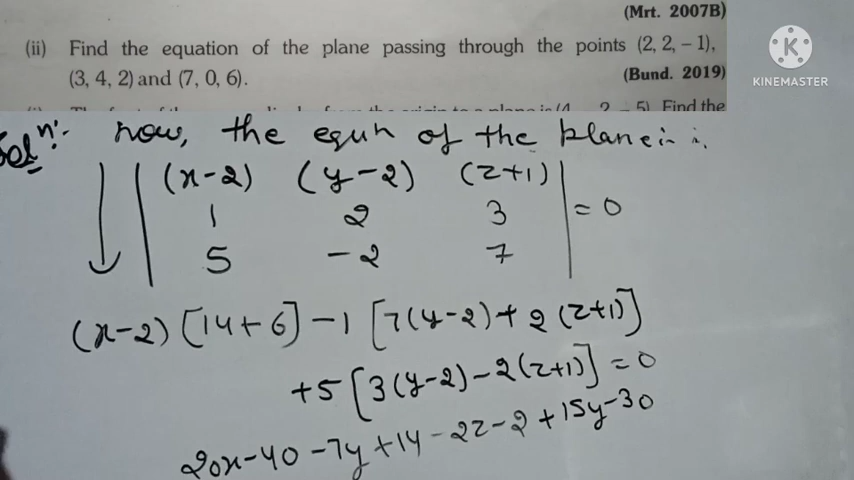 (Mrt. 2007B)
(ii) Find the equation of the plane passing through the points (2, 2, – 1),
(3, 4, 2) and (7, 0, 6). (Bund. 2019)
KINEMASTER
Find the
Solⁿ:- now, the equn of the plane
(x-2) (y-2) (z+1)
1 2 3 = 0
5 -2 7
(x-2) [14+6] -1 [7(y-2)+2(z+1)]
+5 [3(y-2)-2(z+1)] = 0
20x-40-7y+14-2z-2+15y-30